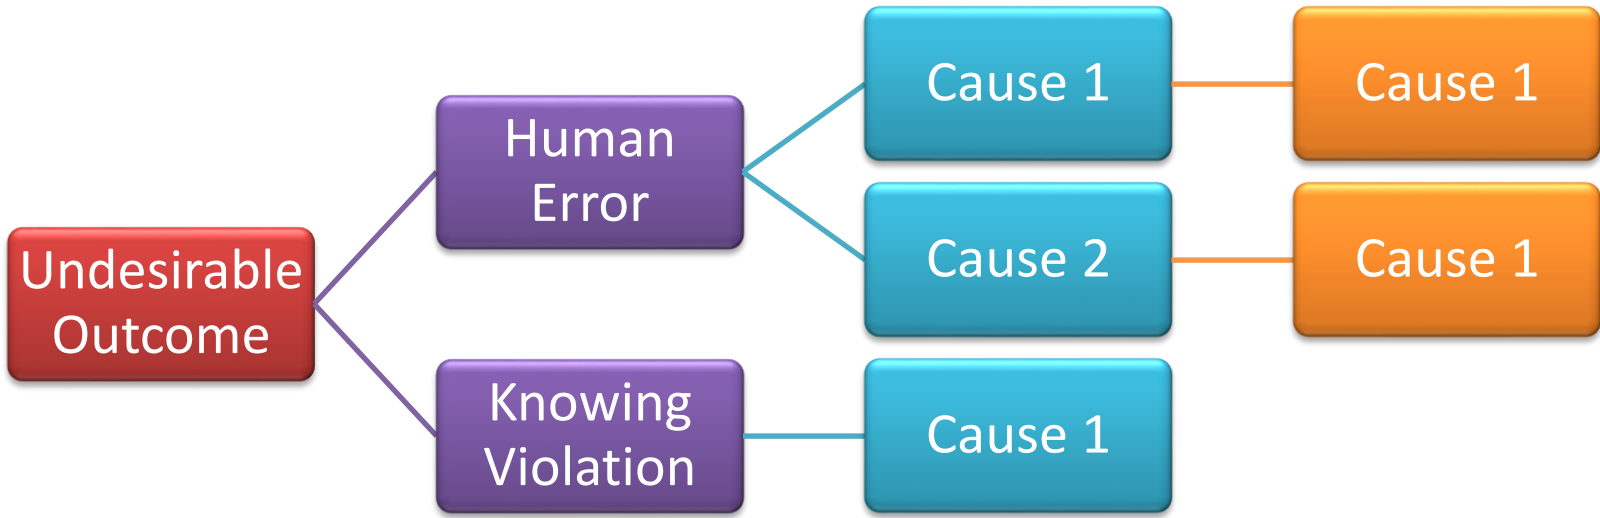 Undesirable
Outcome
Human
Error
Knowing
Violation
Cause 1
Cause 2
Cause 1
Cause 1
Cause 1